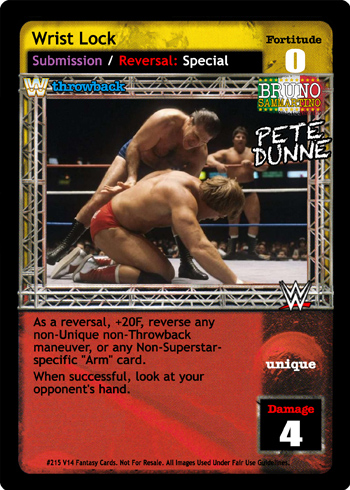 Wrist Lock
Fortitude
0
Submission / Reversal: Special
W throwback
BRUNO
SAMMARTINO
PETE
DUNNE
W
As a reversal, +20F, reverse any
non-Unique non-Throwback
maneuver, or any Non-Superstar-
specific "Arm" card.
When successful, look at your
opponent's hand.
unique
Damage
4
#215 V14 Fantasy Cards. Not For Resale. All Images Used Under Fair Use Guidelines.